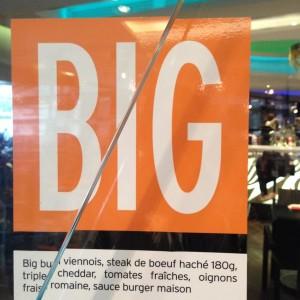 BIG
Big bun viennois, steak de boeuf haché 180g,
triple cheddar, tomates fraîches, oignons
frais, romaine, sauce burger maison